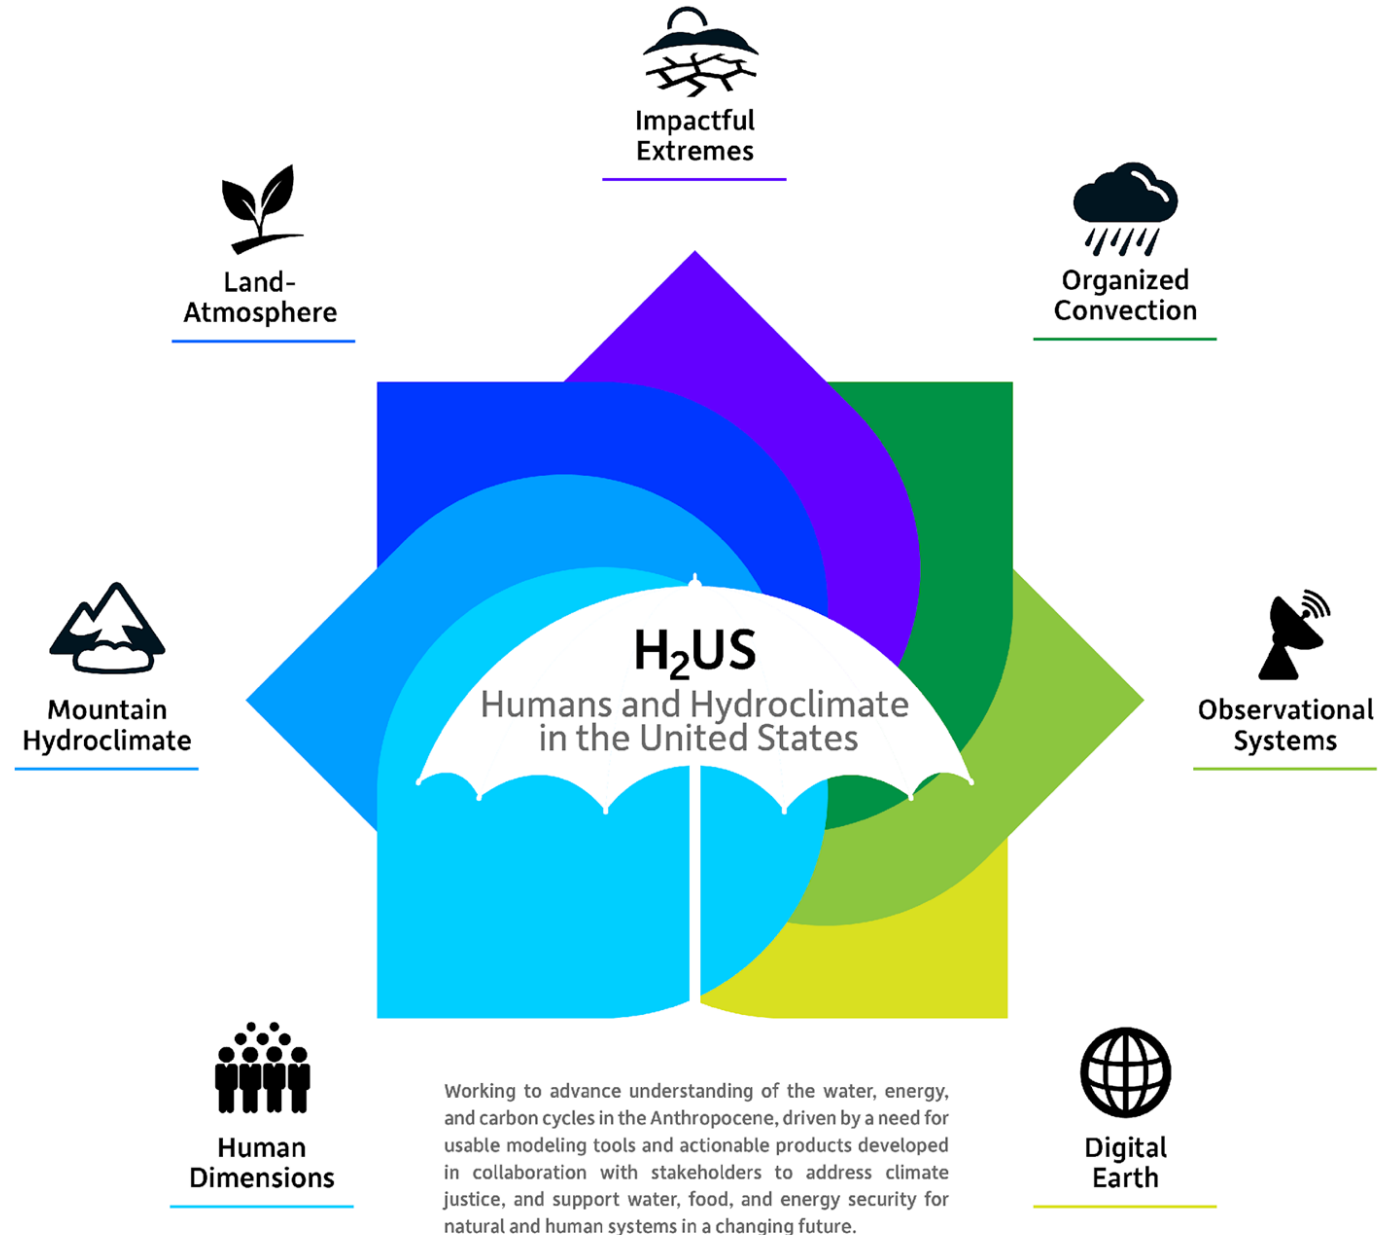 Impactful
Extremes
Land-
Atmosphere
Organized
Convection
H₂US
Humans and Hydroclimate
in the United States
Mountain
Hydroclimate
Observational
Systems
Human
Dimensions
Digital
Earth
Working to advance understanding of the water, energy,
and carbon cycles in the Anthropocene, driven by a need for
usable modeling tools and actionable products developed
in collaboration with stakeholders to address climate
justice, and support water, food, and energy security for
natural and human systems in a changing future.